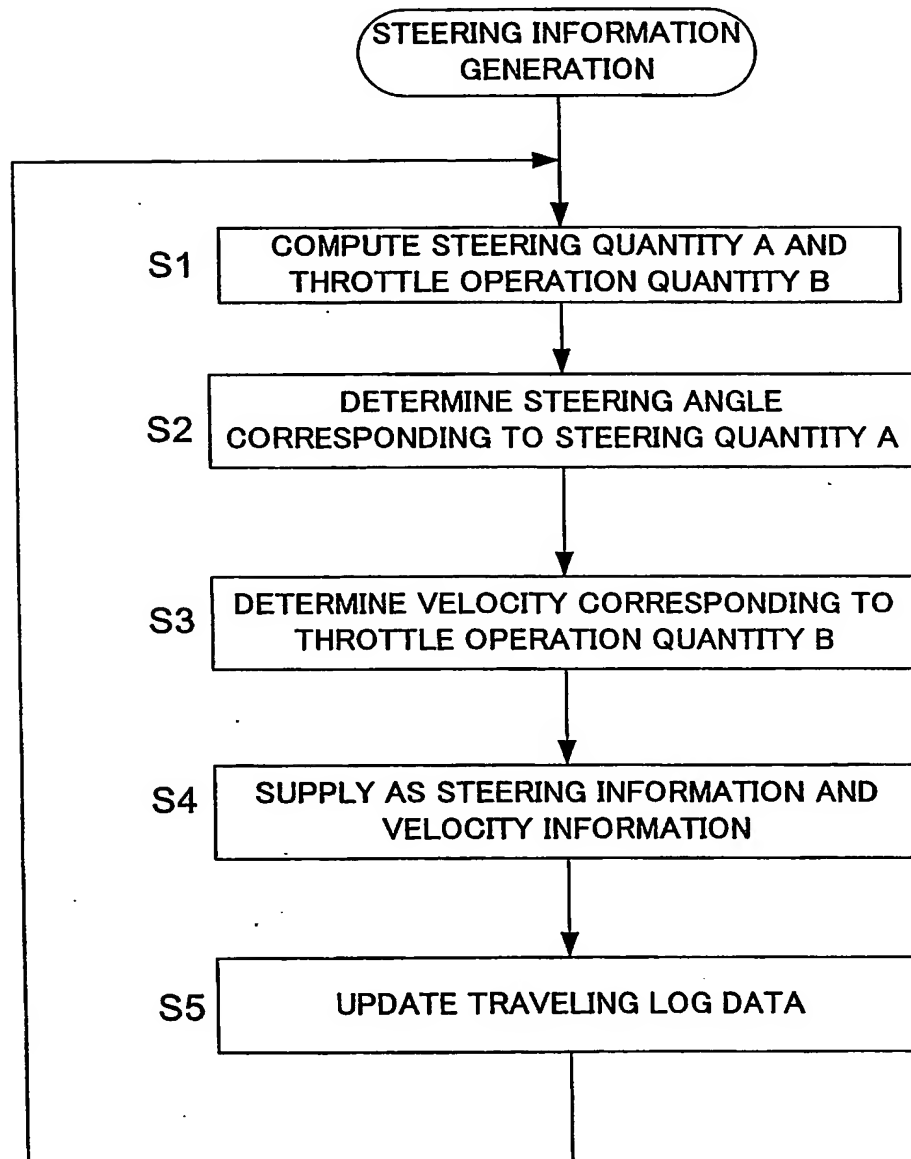 STEERING INFORMATION
GENERATION
S1
COMPUTE STEERING QUANTITY A AND
THROTTLE OPERATION QUANTITY B
S2
DETERMINE STEERING ANGLE
CORRESPONDING TO STEERING QUANTITY A
S3
DETERMINE VELOCITY CORRESPONDING TO
THROTTLE OPERATION QUANTITY B
S4
SUPPLY AS STEERING INFORMATION AND
VELOCITY INFORMATION
S5
UPDATE TRAVELING LOG DATA